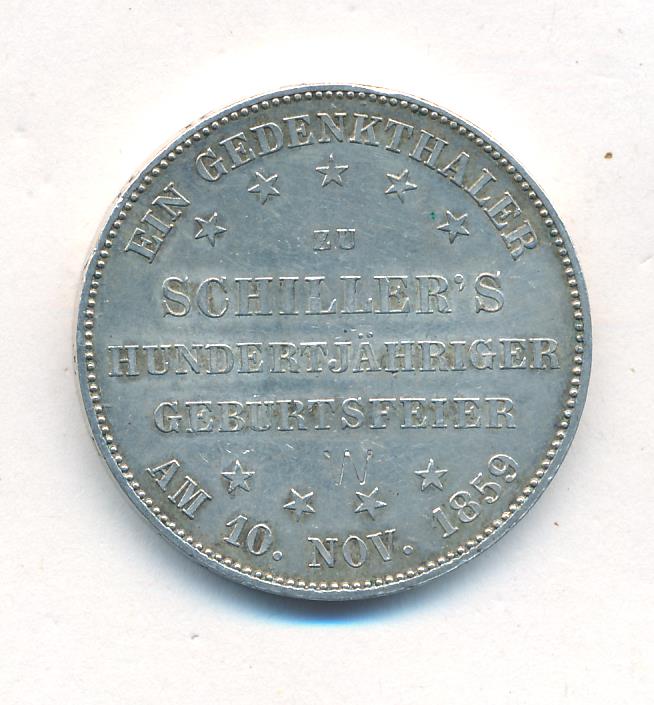 EIN GEDENKTHALER
ZU
SCHILLER'S
HUNDERTJÄHRIGER
GEBURTSFEIER
W
AM 10. NOV. 1859